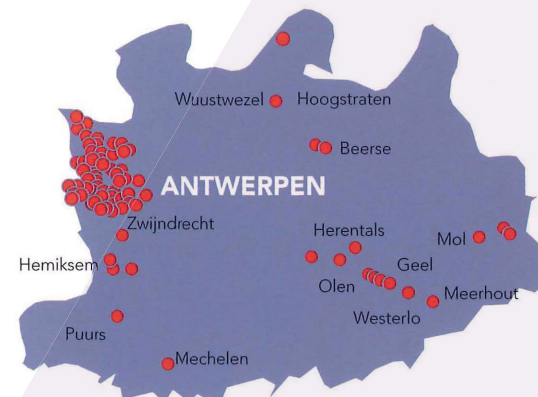 Wuustwezel
Hoogstraten
Beerse
ANTWERPEN
Zwijndrecht
Herentals
Mol
Hemiksem
Geel
Olen
Meerhout
Westerlo
Puurs
Mechelen